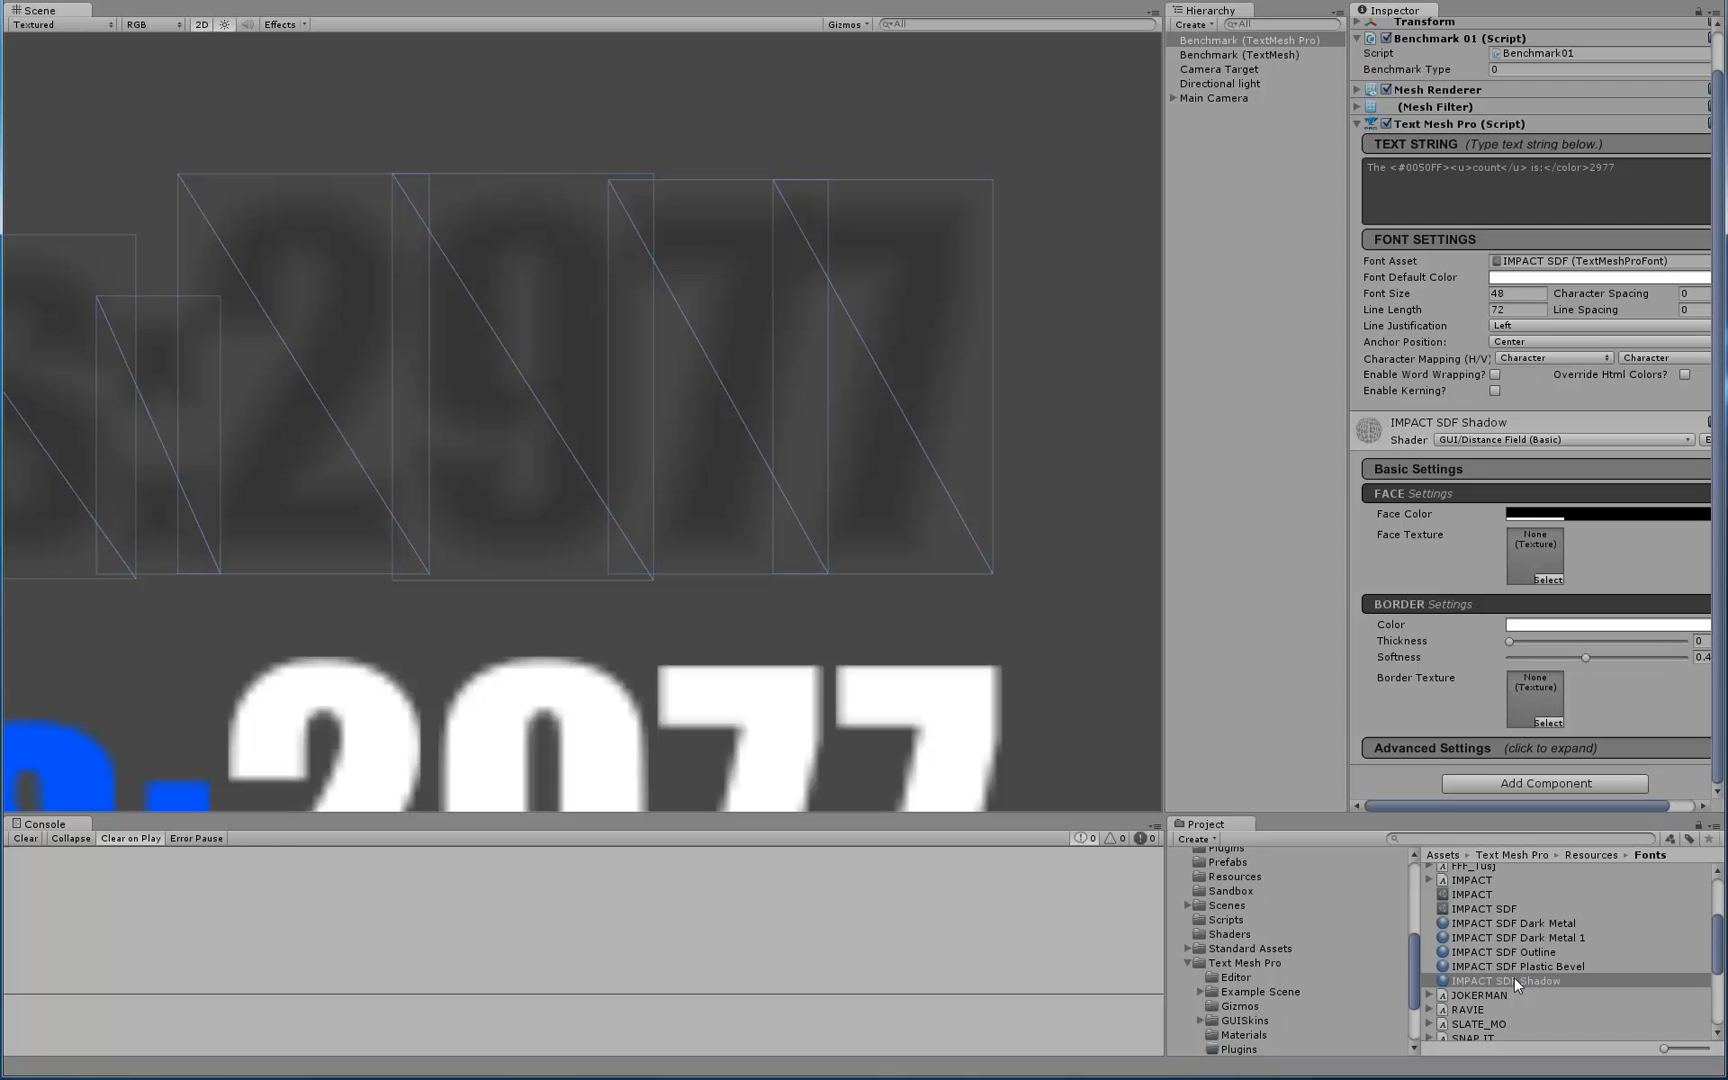 Scene
Textured
RGB
2D
Effects
Gizmos
All
2977
s:2977
Console
Clear
Collapse
Clear on Play
Error Pause
0
0
0
Hierarchy
Create
All
Benchmark (TextMesh Pro)
Benchmark (TextMesh)
Camera Target
Directional light
Main Camera
Inspector
Transform
Benchmark 01 (Script)
Script
Benchmark01
Benchmark Type
0
Mesh Renderer
(Mesh Filter)
Text Mesh Pro (Script)
TEXT STRING (Type text string below.)
The <#0050FF><u>count</u> is:</color>2977
FONT SETTINGS
Font Asset
IMPACT SDF (TextMeshProFont)
Font Default Color
Font Size
48
Character Spacing
0
Line Length
72
Line Spacing
0
Line Justification
Left
Anchor Position:
Center
Character Mapping (H/V)
Character
Character
Enable Word Wrapping?
Override Html Colors?
Enable Kerning?
IMPACT SDF Shadow
Shader
GUI/Distance Field (Basic)
Basic Settings
FACE Settings
Face Color
Face Texture
None
(Texture)
Select
BORDER Settings
Color
Thickness
0
Softness
0.4
Border Texture
None
(Texture)
Select
Advanced Settings (click to expand)
Add Component
Project
Create
Plugins
Prefabs
Resources
Sandbox
Scenes
Scripts
Shaders
Standard Assets
Text Mesh Pro
Editor
Example Scene
Gizmos
GUISkins
Materials
Plugins
Assets
Text Mesh Pro
Resources
Fonts
FFF_Tusj
IMPACT
IMPACT
IMPACT SDF
IMPACT SDF Dark Metal
IMPACT SDF Dark Metal 1
IMPACT SDF Outline
IMPACT SDF Plastic Bevel
IMPACT SDF Shadow
JOKERMAN
RAVIE
SLATE_MO
SNAP IT